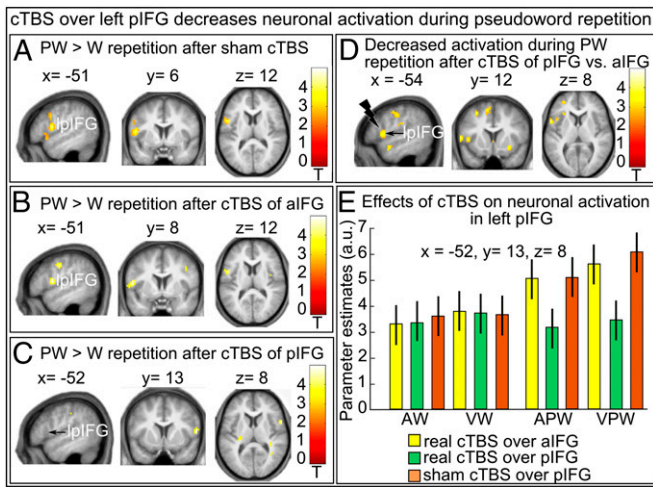 cTBS over left pIFG decreases neuronal activation during pseudoword repetition
A PW > W repetition after sham cTBS
x= -51 y= 6 z= 12
lpIFG
4
3
2
1
0
T
B PW > W repetition after cTBS of aIFG
x= -51 y= 8 z= 12
lpIFG
4
3
2
1
0
T
C PW > W repetition after cTBS of pIFG
x= -52 y= 13 z= 8
lpIFG
4
3
2
1
0
T
D Decreased activation during PW
repetition after cTBS of pIFG vs. aIFG
x = -54 y= 12 z= 8
lpIFG
4
3
2
1
0
T
E Effects of cTBS on neuronal activation
in left pIFG
x = -52, y= 13, z= 8
Parameter estimates (a.u.)
7
6
5
4
3
2
1
0
AW VW APW VPW
real cTBS over aIFG
real cTBS over pIFG
sham cTBS over pIFG